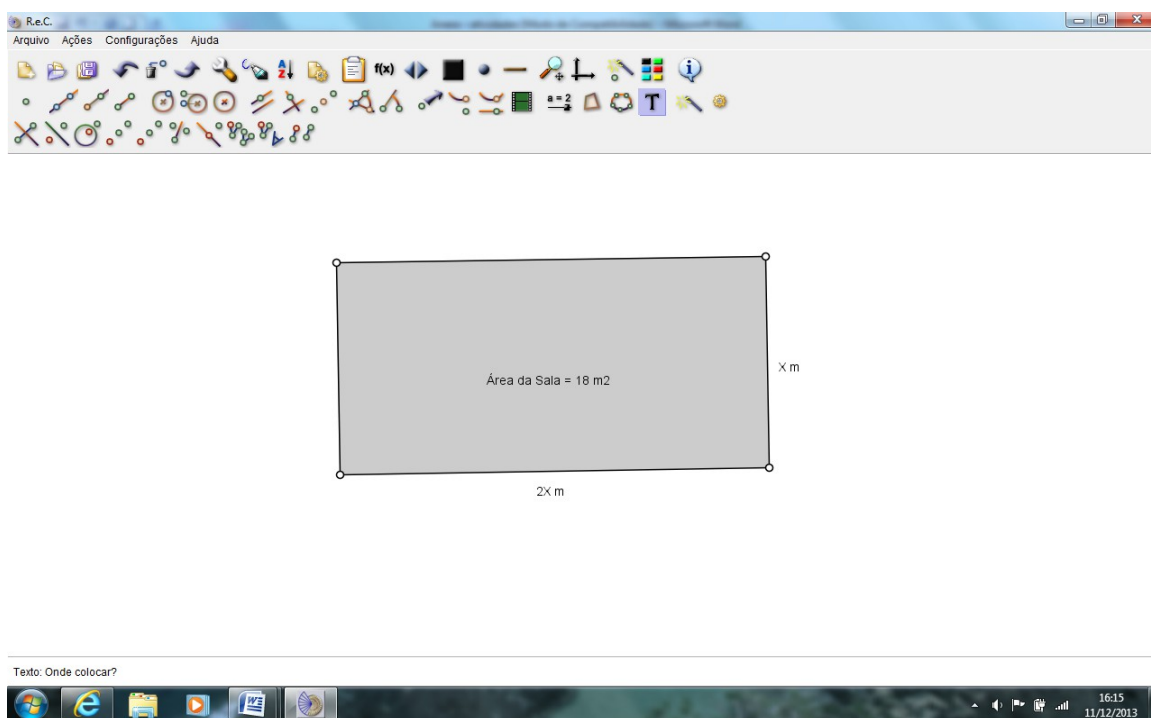 R.e.C.
Arquivo Ações Configurações Ajuda
f(x)
a = 2
T
Área da Sala = 18 m2
X m
2X m
Texto: Onde colocar?
16:15
11/12/2013